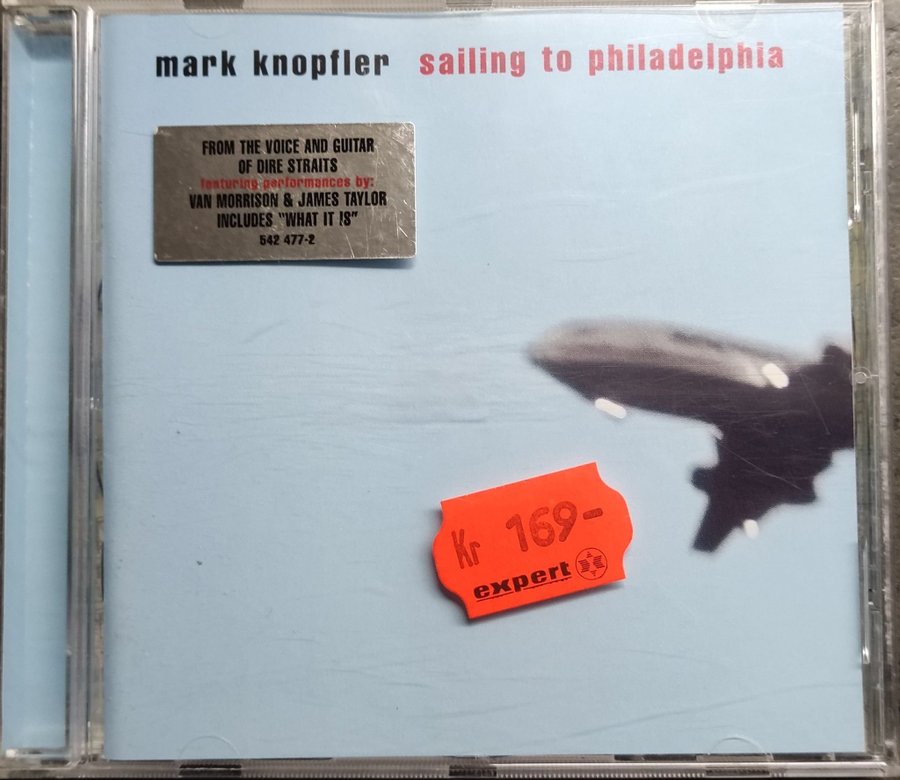 mark knopfler sailing to philadelphia
FROM THE VOICE AND GUITAR
OF DIRE STRAITS
featuring performances by:
VAN MORRISON & JAMES TAYLOR
INCLUDES "WHAT IT IS"
542 477-2
Kr 169-
expert